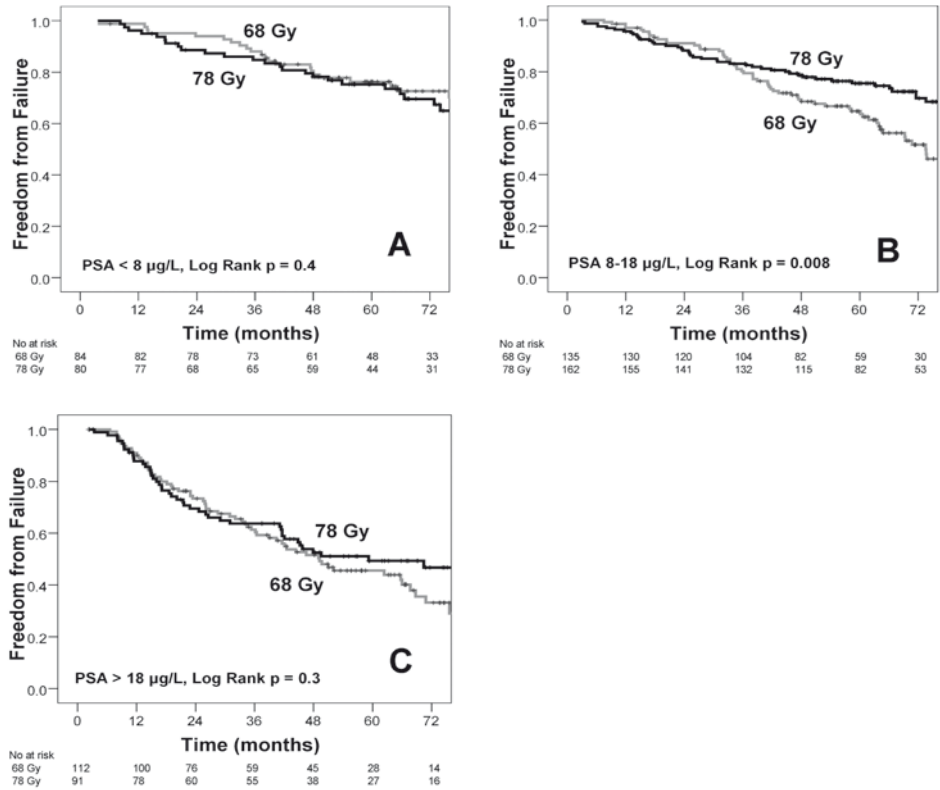 1.0
0.8
0.6
0.4
0.2
0.0
Freedom from Failure
68 Gy
78 Gy
A
PSA < 8 µg/L, Log Rank p = 0.4
0 12 24 36 48 60 72
Time (months)
No at risk
68 Gy 84 82 78 73 61 48 33
78 Gy 80 77 68 65 59 44 31
1.0
0.8
0.6
0.4
0.2
0.0
Freedom from Failure
78 Gy
68 Gy
B
PSA 8-18 µg/L, Log Rank p = 0.008
0 12 24 36 48 60 72
Time (months)
No at risk
68 Gy 135 130 120 104 82 59 30
78 Gy 162 155 141 132 115 82 53
1.0
0.8
0.6
0.4
0.2
0.0
Freedom from Failure
78 Gy
68 Gy
C
PSA > 18 µg/L, Log Rank p = 0.3
0 12 24 36 48 60 72
Time (months)
No at risk
68 Gy 112 100 76 59 45 28 14
78 Gy 91 78 60 55 38 27 16